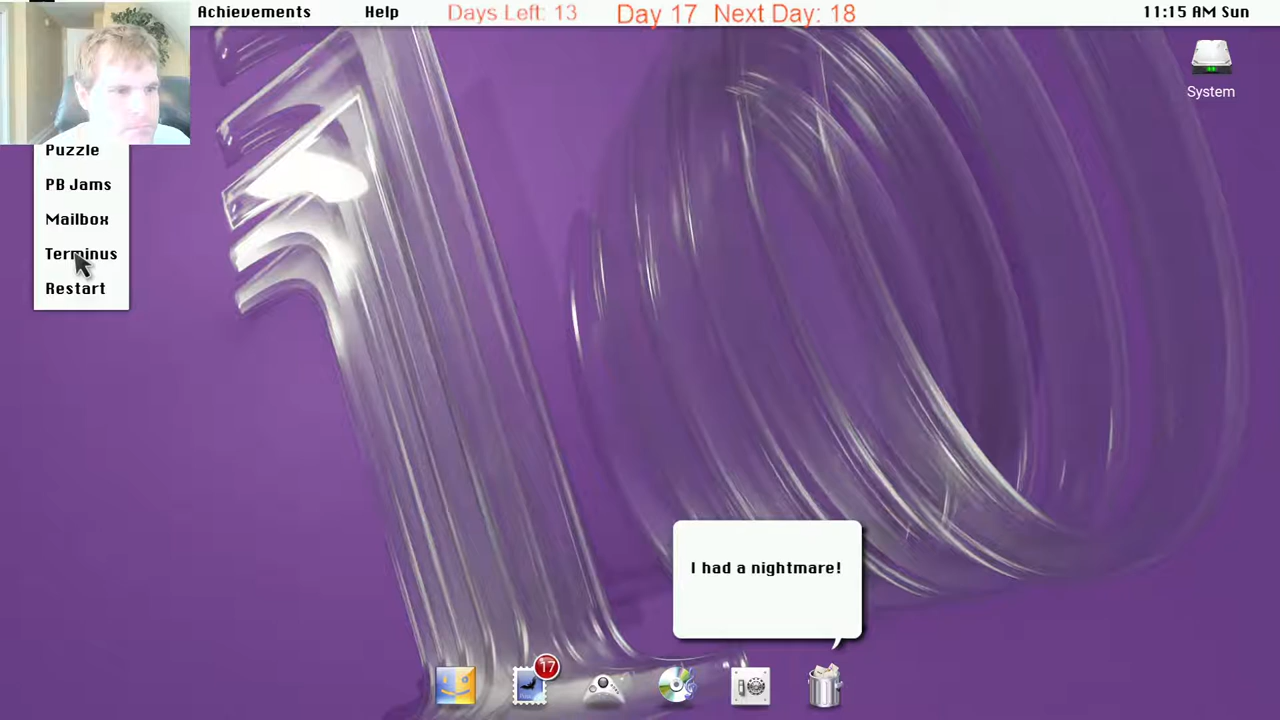 Achievements Help Days Left: 13 Day 17 Next Day: 18 11:15 AM Sun
System
Puzzle
PB Jams
Mailbox
Terminus
Restart
I had a nightmare!
17